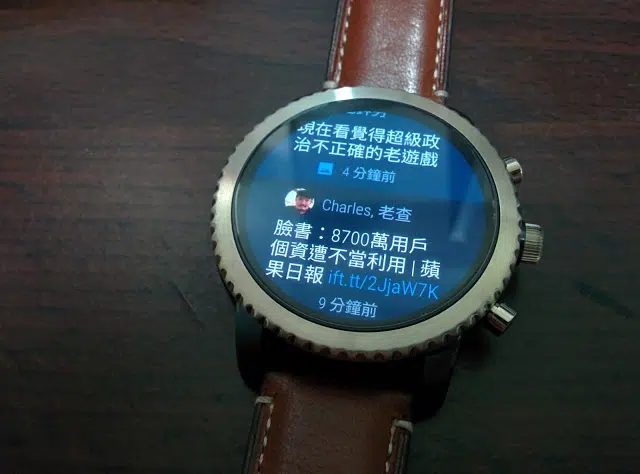 現在看覺得超級政
治不正確的老遊戲
4 分鐘前
Charles, 老查
臉書：8700萬用戶
個資遭不當利用 | 蘋
果日報 ift.tt/2JjaW7K
9 分鐘前